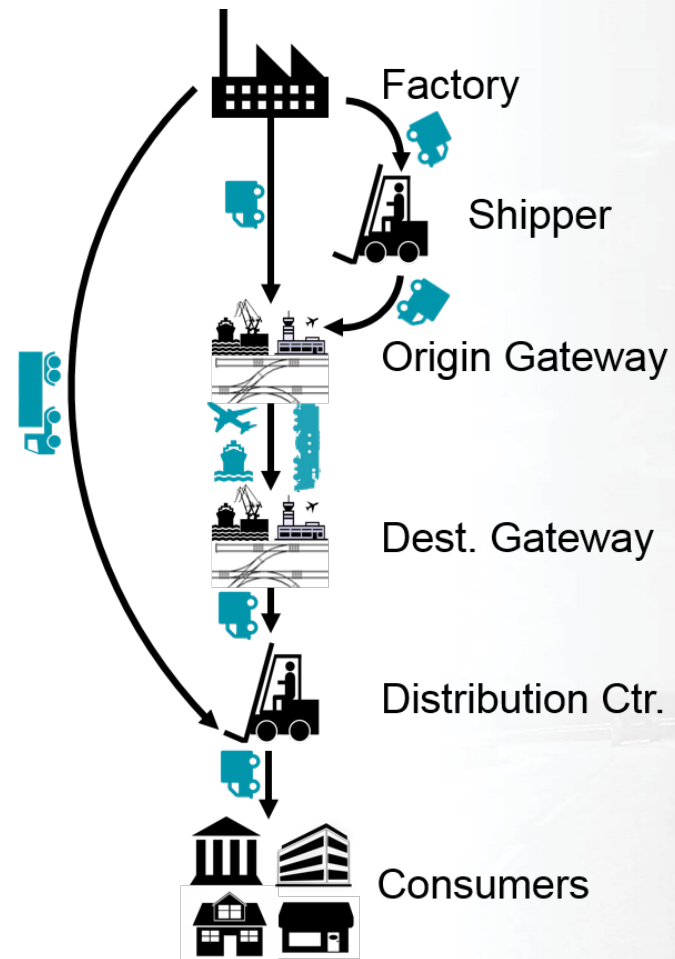 Factory
Shipper
Origin Gateway
Dest. Gateway
Distribution Ctr.
Consumers